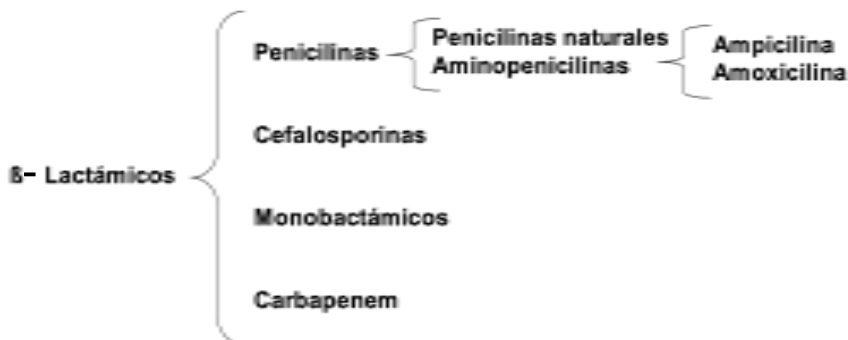 Penicilinas
Penicilinas naturales
Aminopenicilinas
Ampicilina
Amoxicilina
Cefalosporinas
ß- Lactámicos
Monobactámicos
Carbapenem